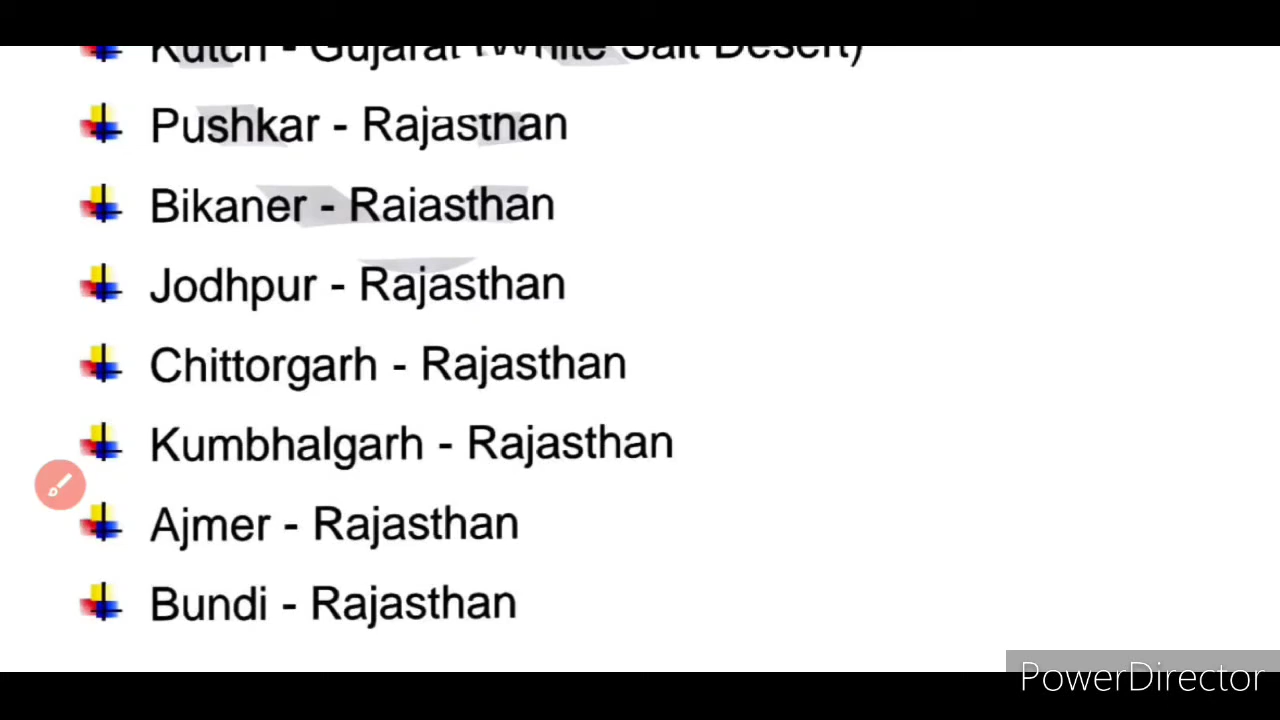 Kutch - Gujarat (White Salt Desert)
Pushkar - Rajasthan
Bikaner - Rajasthan
Jodhpur - Rajasthan
Chittorgarh - Rajasthan
Kumbhalgarh - Rajasthan
Ajmer - Rajasthan
Bundi - Rajasthan
PowerDirector